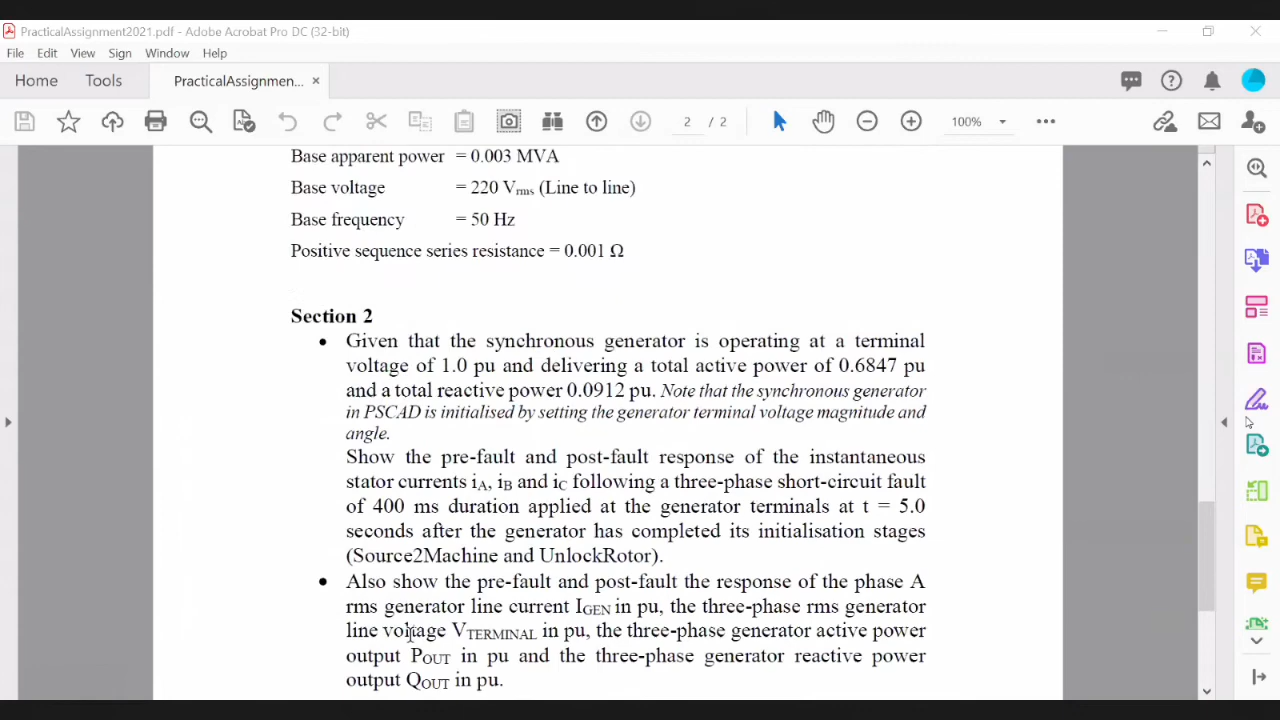 PracticalAssignment2021.pdf - Adobe Acrobat Pro DC (32-bit)
File Edit View Sign Window Help
Home Tools PracticalAssignmen... ×
2 / 2 100%
Base apparent power = 0.003 MVA
Base voltage = 220 Vrms (Line to line)
Base frequency = 50 Hz
Positive sequence series resistance = 0.001 Ω
Section 2
• Given that the synchronous generator is operating at a terminal
voltage of 1.0 pu and delivering a total active power of 0.6847 pu
and a total reactive power 0.0912 pu. Note that the synchronous generator
in PSCAD is initialised by setting the generator terminal voltage magnitude and
angle.
Show the pre-fault and post-fault response of the instantaneous
stator currents iA, iB and iC following a three-phase short-circuit fault
of 400 ms duration applied at the generator terminals at t = 5.0
seconds after the generator has completed its initialisation stages
(Source2Machine and UnlockRotor).
• Also show the pre-fault and post-fault the response of the phase A
rms generator line current IGEN in pu, the three-phase rms generator
line voltage VTERMINAL in pu, the three-phase generator active power
output POUT in pu and the three-phase generator reactive power
output QOUT in pu.